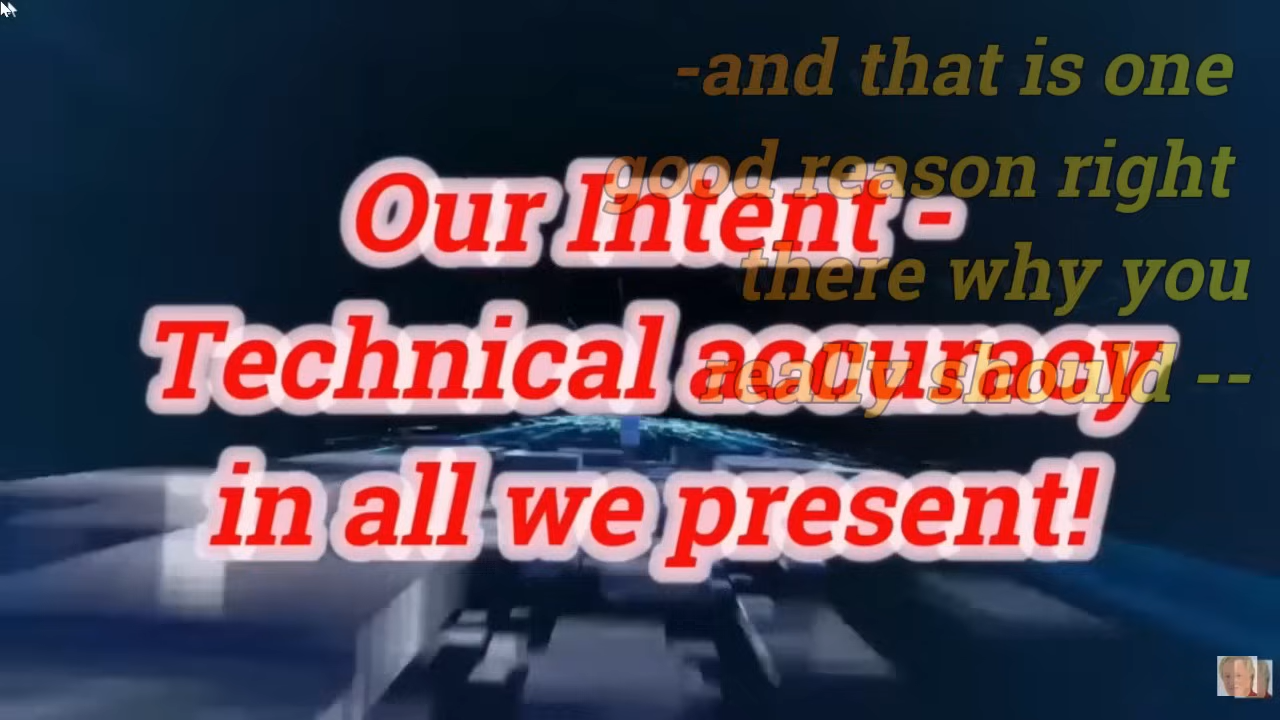 -and that is one
good reason right
there why you
really should --
Our Intent -
Technical accuracy
in all we present!